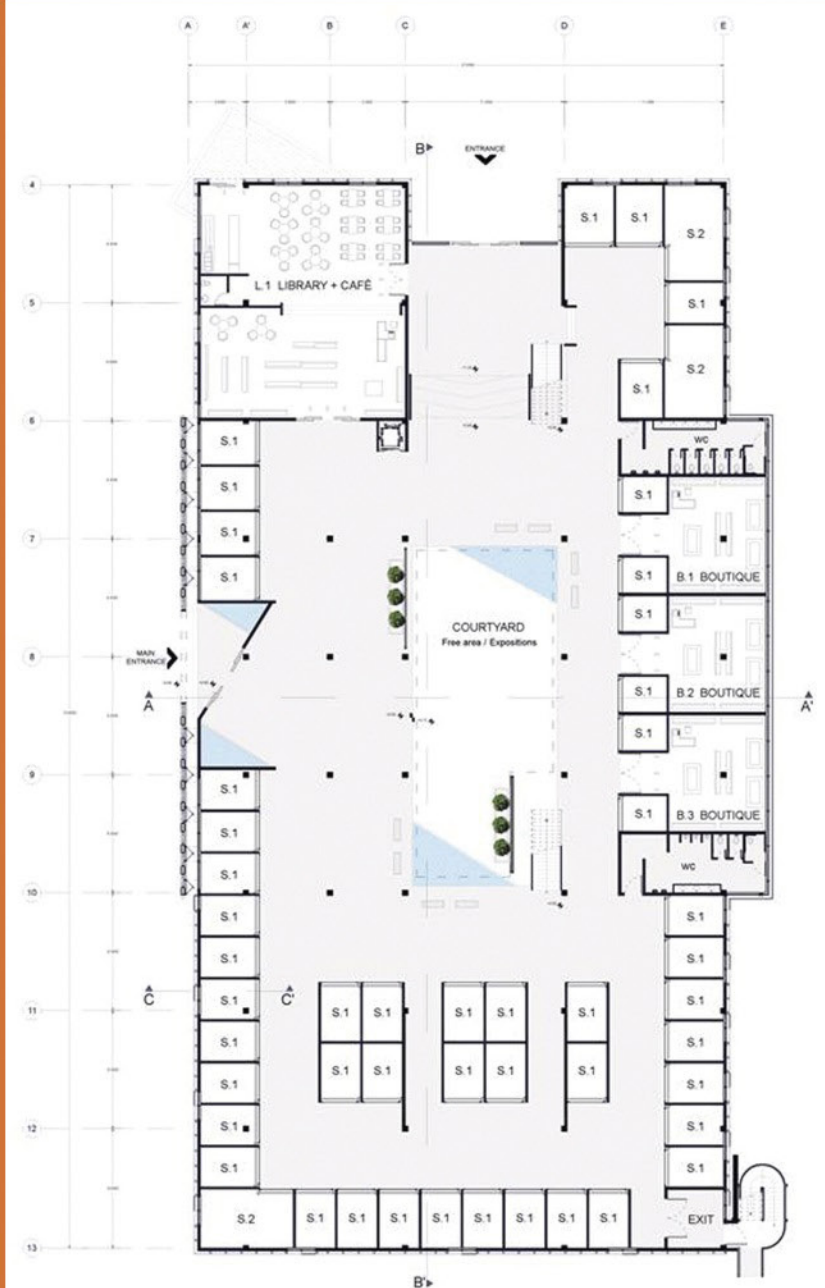 A A' B C D E
B
ENTRANCE
4
S.1 S.1
S.2
L.1 LIBRARY + CAFÉ
5
S.1
S.2
S.1
6
S.1
WC
S.1
S.1
7
S.1
S.1
S.1
B.1 BOUTIQUE
S.1
COURTYARD
Free area / Expositions
MAIN
ENTRANCE
8
B.2 BOUTIQUE
S.1
A
A'
S.1
9
S.1
S.1
S.1
B.3 BOUTIQUE
S.1
WC
10
S.1
S.1
S.1
S.1
C
C'
11
S.1
S.1 S.1
S.1 S.1
S.1
S.1
S.1
S.1
S.1
S.1 S.1
S.1 S.1
S.1
S.1
S.1
12
S.1
S.1
S.1
S.1
S.2
S.1 S.1 S.1 S.1 S.1 S.1 S.1 S.1
EXIT
13
B'